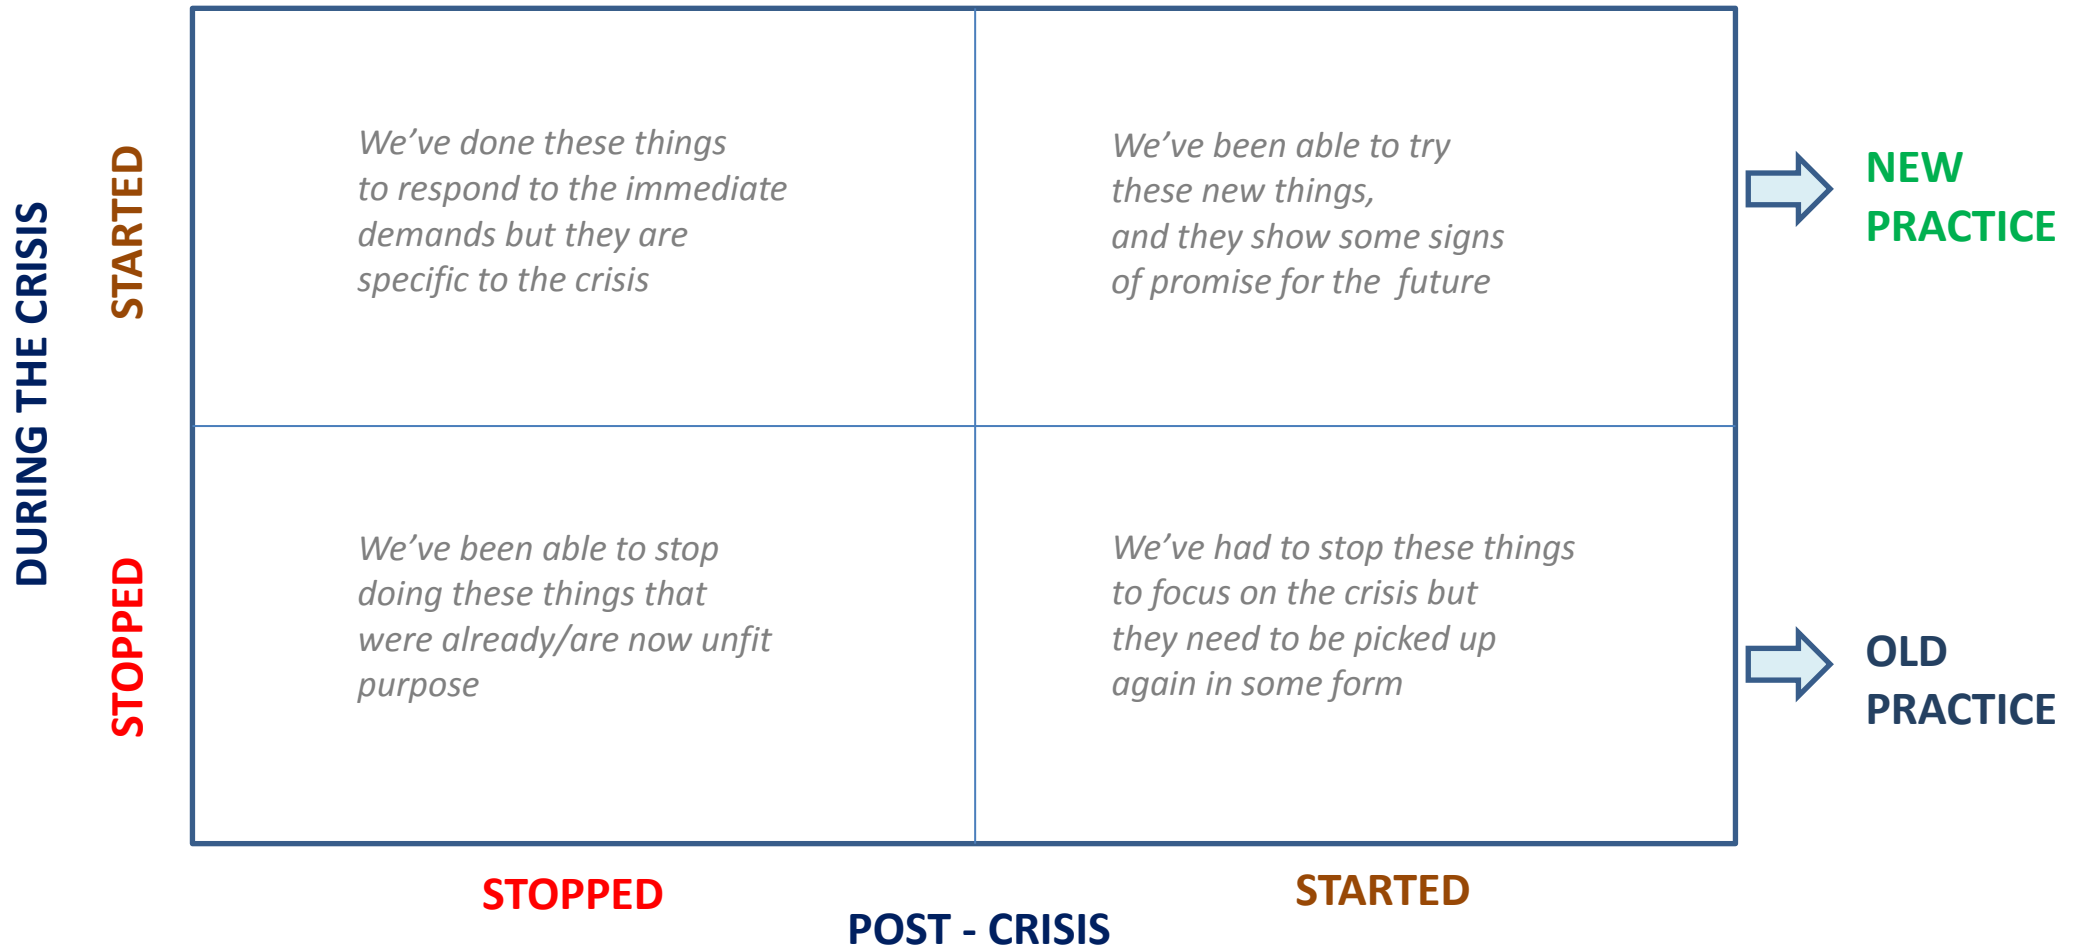 DURING THE CRISIS
STARTED
We’ve done these things
to respond to the immediate
demands but they are
specific to the crisis
We’ve been able to try
these new things,
and they show some signs
of promise for the  future
NEW
PRACTICE
STOPPED
We’ve been able to stop
doing these things that
were already/are now unfit
purpose
We’ve had to stop these things
to focus on the crisis but
they need to be picked up
again in some form
OLD
PRACTICE
STOPPED
STARTED
POST - CRISIS